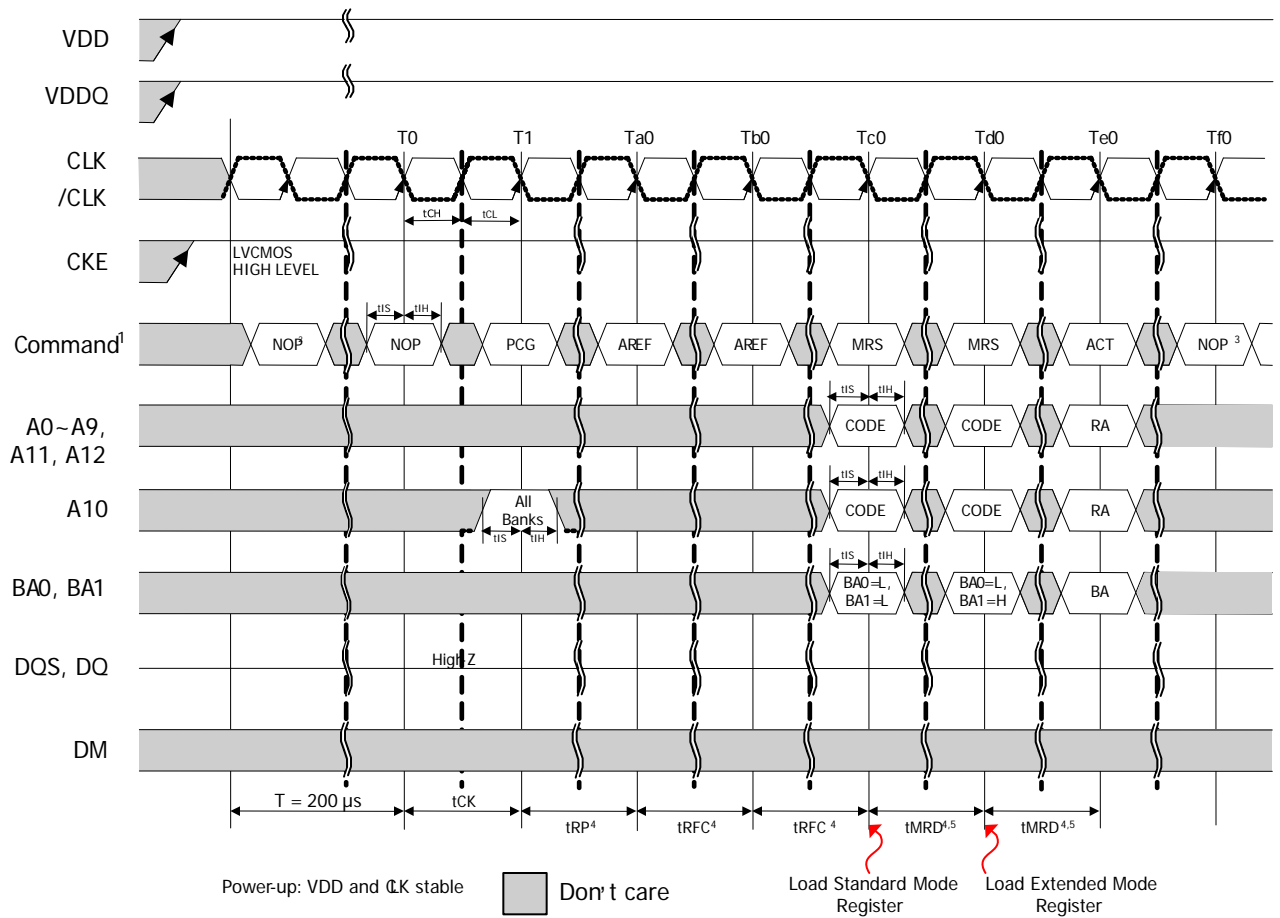 VDD
VDDQ
T0 T1 Ta0 Tb0 Tc0 Td0 Te0 Tf0
CLK
/CLK
tCH tCL
CKE
LVCMOS
HIGH LEVEL
tIS tIH
Command1
NOP3 NOP PCG AREF AREF MRS MRS ACT NOP 3
tIS tIH
A0~A9,
A11, A12
CODE CODE RA
tIS tIH
A10
All
Banks
CODE CODE RA
tIS tIH
tIS tIH
BA0, BA1
BA0=L,
BA1=L
BA0=L,
BA1=H
BA
DQS, DQ
High-Z
DM
T = 200 µs tCK
tRP4 tRFC4 tRFC 4 tMRD4,5 tMRD4,5
Power-up: VDD and CLK stable
Don't care
Load Standard Mode
Register
Load Extended Mode
Register